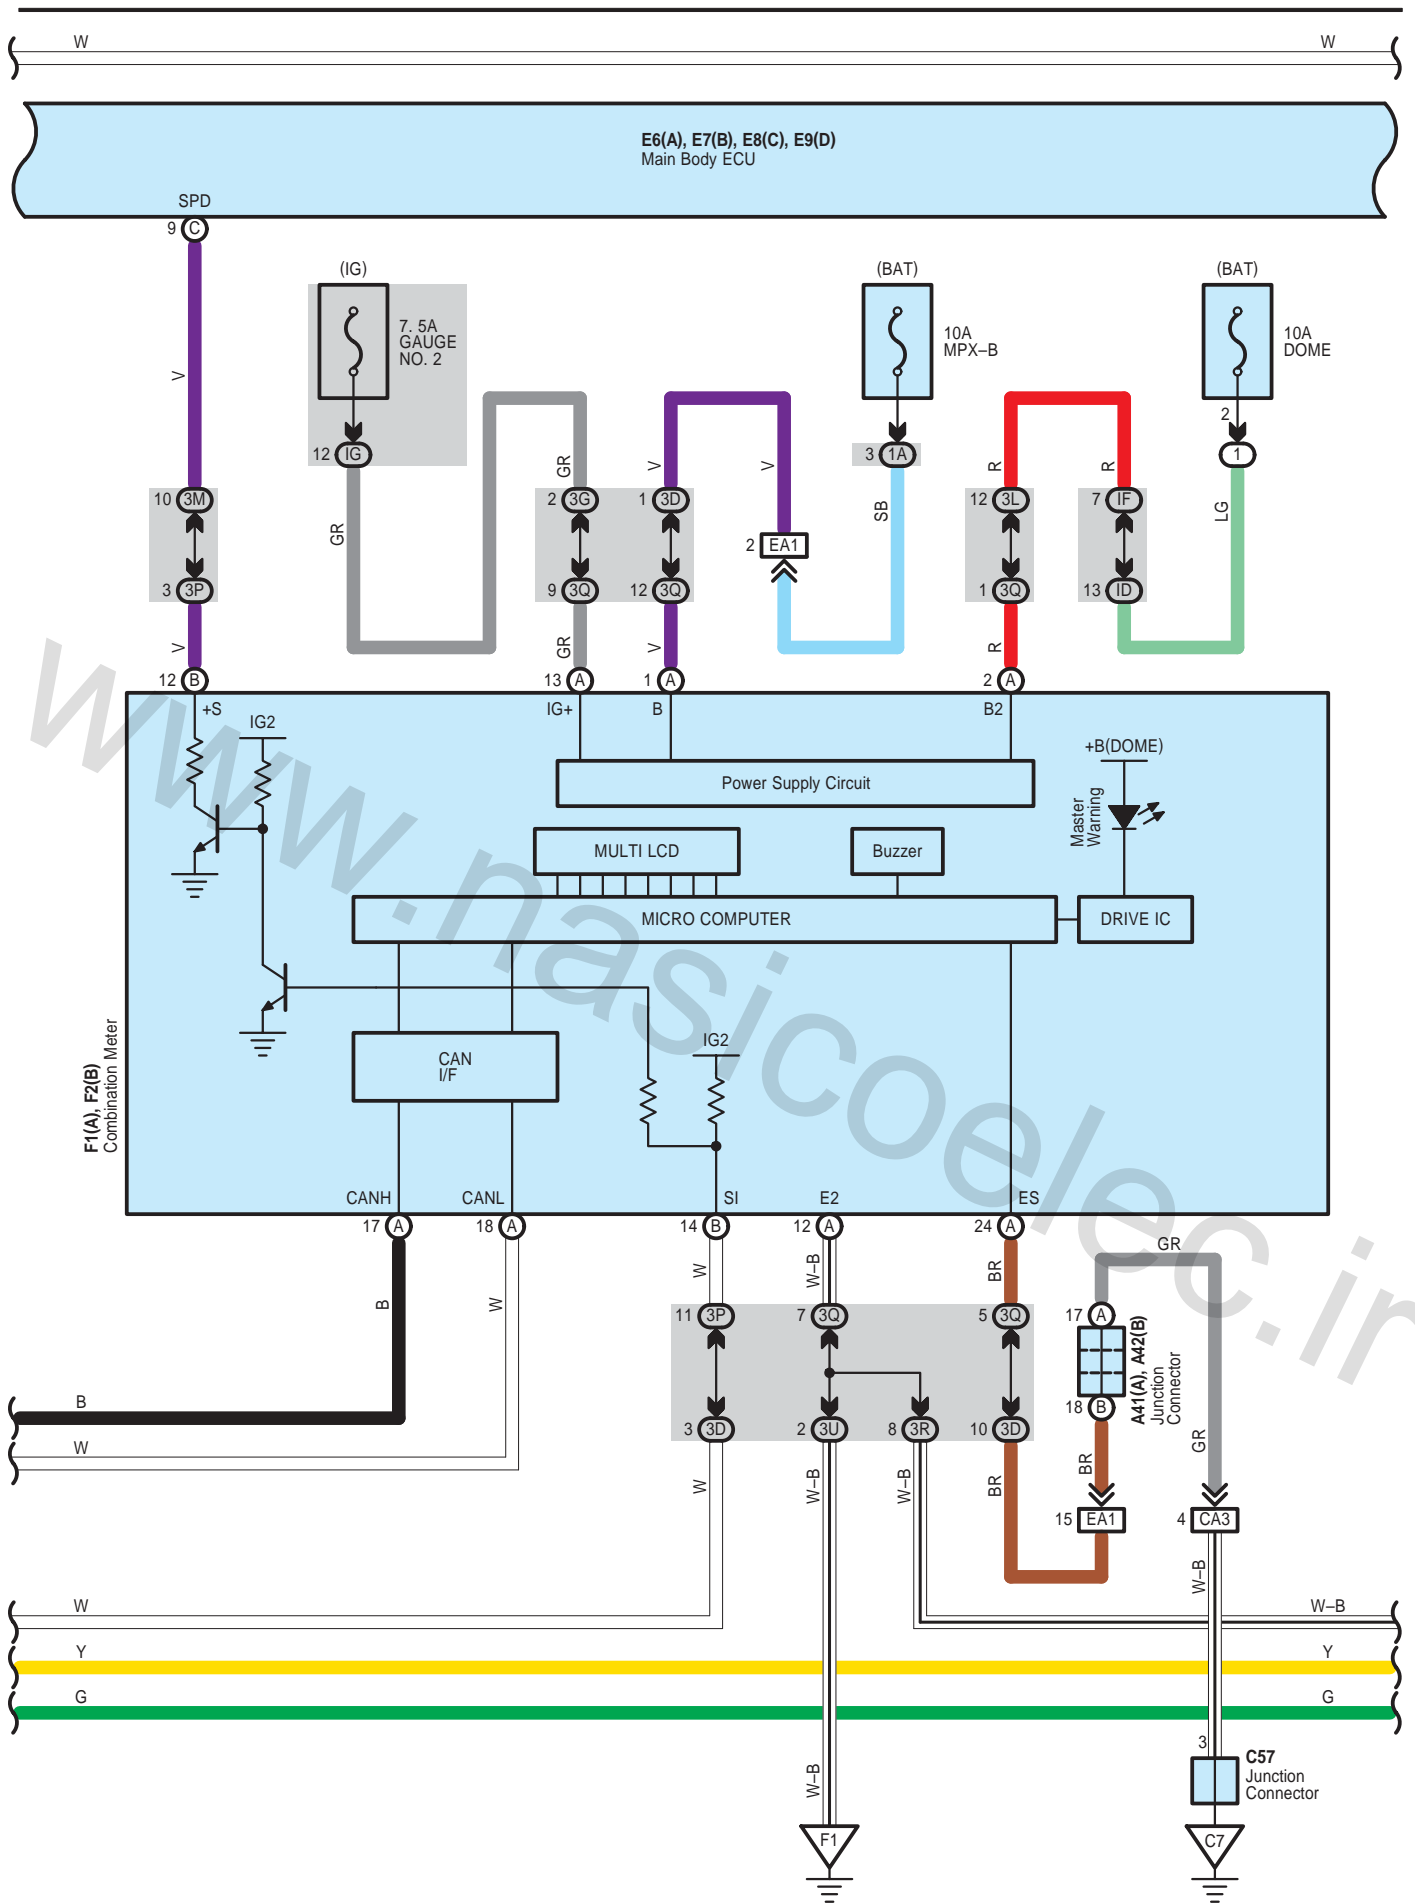 W W
E6(A), E7(B), E8(C), E9(D)
Main Body ECU
SPD
9 C
(IG) (BAT) (BAT)
7. 5A
GAUGE
NO. 2
10A
MPX–B
10A
DOME
V
2
12 IG
3 1A
1
GR V V R R
10 3M
2 3G
1 3D
12 3L
7 IF
GR SB LG
2 EA1
3 3P
9 3Q
12 3Q
1 3Q
13 ID
V GR V R
12 B
13 A
1 A
2 A
+S IG+ B B2
IG2
+B(DOME)
Power Supply Circuit
Master
Warning
MULTI LCD
Buzzer
MICRO COMPUTER
DRIVE IC
F1(A), F2(B)
Combination Meter
CAN
I/F
IG2
CANH CANL SI E2 ES
17 A
18 A
14 B
12 A
24 A
GR
B W W W–B BR
11 3P
7 3Q
5 3Q
17 A
A41(A), A42(B)
Junction
Connector
B
18 B
3 3D
2 3U
8 3R
10 3D
W
GR
W W–B W–B BR BR
15 EA1
4 CA3
W–B
W W–B
Y Y
G G
3
C57
Junction
Connector
W–B
F1
C7
www.nasicoelec.ir